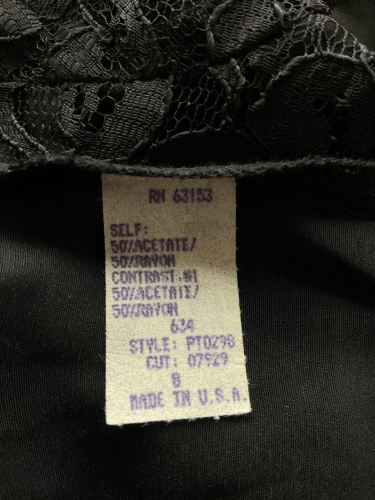 RN 63153
SELF:
50%ACETATE/
50%RAYON
CONTRAST.#1
50%ACETATE/
50%RAYON
634
STYLE: PT0298
CUT: 07929
8
MADE IN U.S.A.